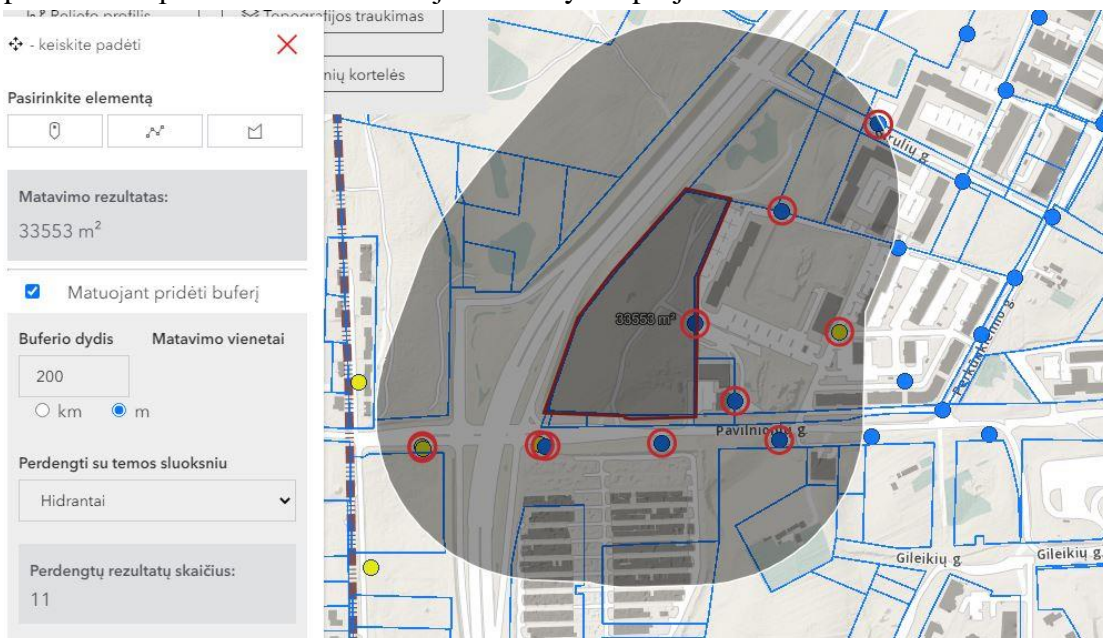 Reljefo profilis
Topografijos traukimas
- keiskite padėti
nių kortelės
Pasirinkite elementą
Matavimo rezultatas:
33553 m²
Matuojant pridėti buferį
Buferio dydis
Matavimo vienetai
200
km
m
Perdengti su temos sluoksniu
Hidrantai
Perdengtų rezultatų skaičius:
11
33553 m²
Pavilnionių g.
Perkūnkiemio g.
Gileikių g.
Gileikių g.